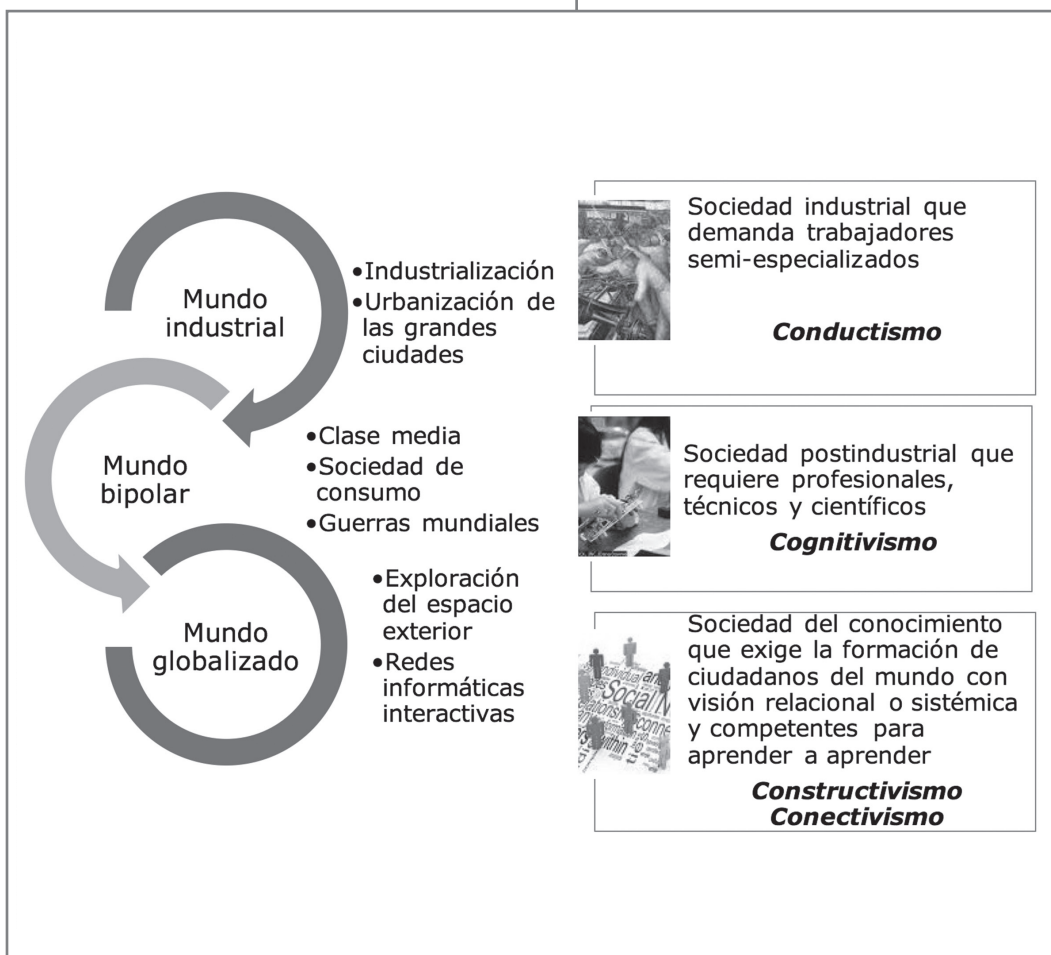 Mundo
industrial
•Industrialización
•Urbanización de
las grandes
ciudades
Sociedad industrial que
demanda trabajadores
semi-especializados
Conductismo
Mundo
bipolar
•Clase media
•Sociedad de
consumo
•Guerras mundiales
Sociedad postindustrial que
requiere profesionales,
técnicos y científicos
Cognitivismo
Mundo
globalizado
•Exploración
del espacio
exterior
•Redes
informáticas
interactivas
Social N
within
Sociedad del conocimiento
que exige la formación de
ciudadanos del mundo con
visión relacional o sistémica
y competentes para
aprender a aprender
Constructivismo
Conectivismo